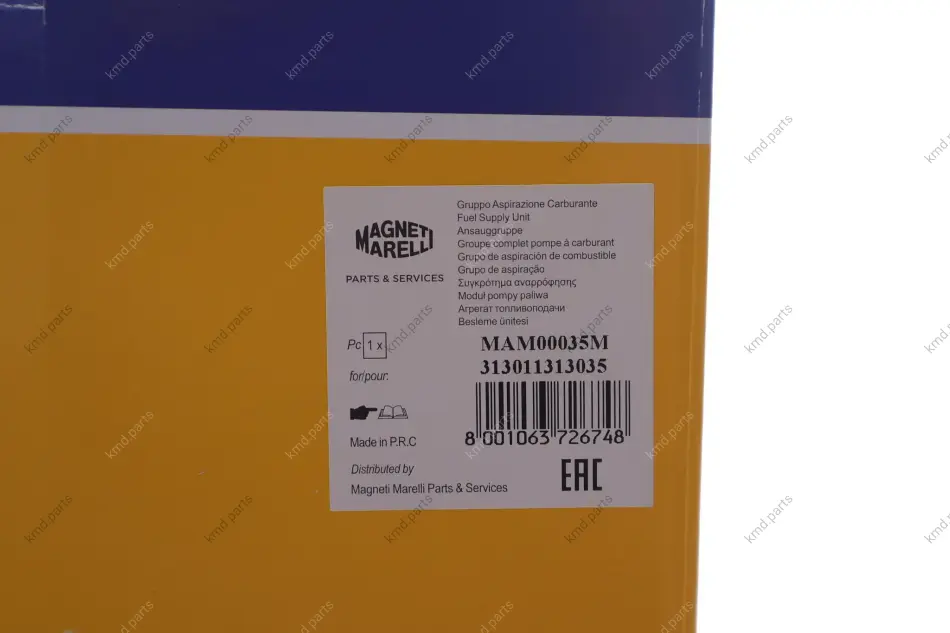 MAGNETI
MARELLI
PARTS & SERVICES
Gruppo Aspirazione Carburante
Fuel Supply Unit
Ansauggruppe
Groupe complet pompe à carburant
Grupo de aspiración de combustible
Grupo de aspiração
Συγκρότημα αναρρόφησης
Moduł pompy paliwa
Агрегат топливоподачи
Besleme ünitesi
Pc 1 x
MAM00035M
313011313035
for/pour:
8 001063 726748
Made in P.R.C
EAC
Distributed by
Magneti Marelli Parts & Services
kmd.parts